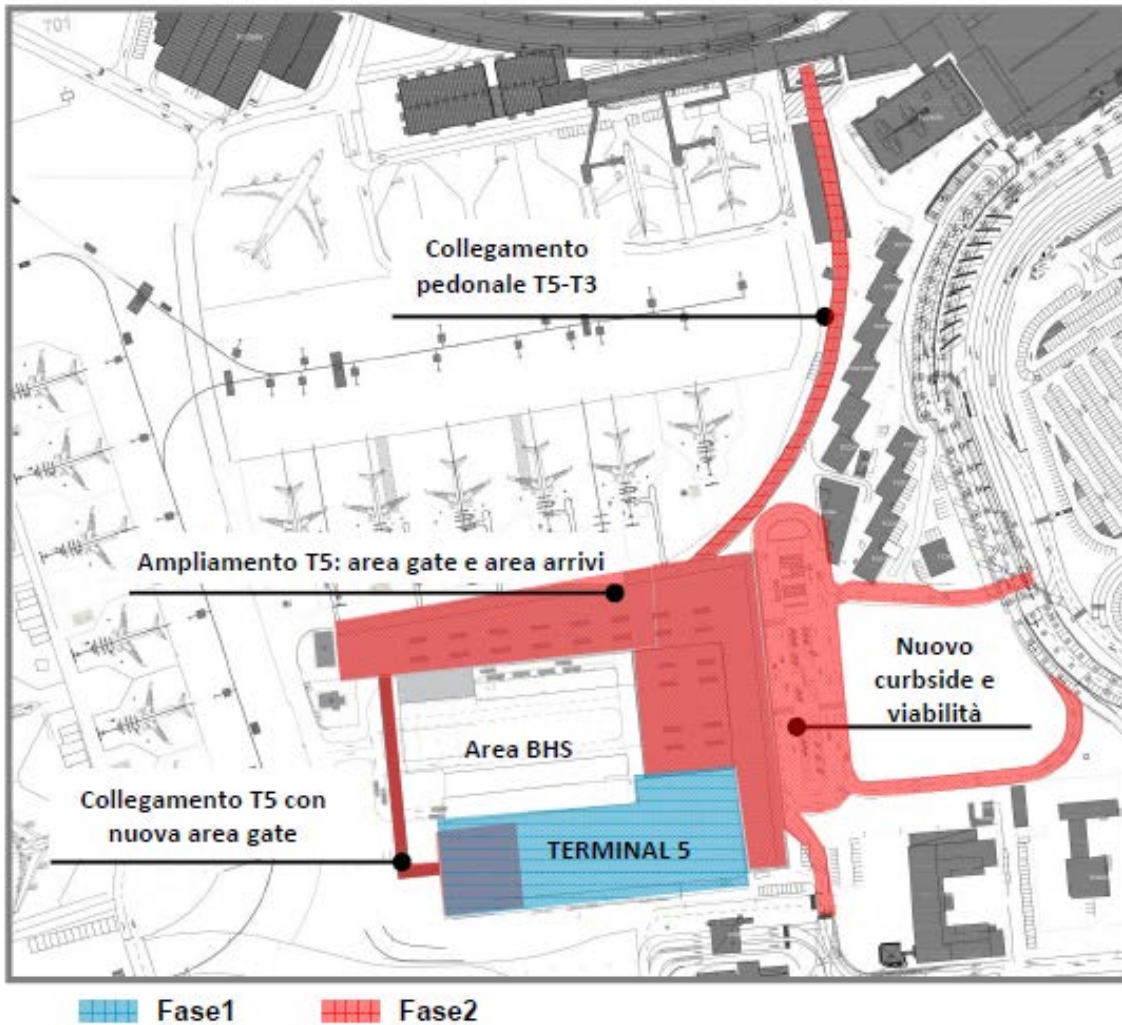 701
Collegamento
pedonale T5-T3
Ampliamento T5: area gate e area arrivi
Nuovo
curbside e
viabilità
Area BHS
Collegamento T5 con
nuova area gate
TERMINAL 5
Fase1
Fase2